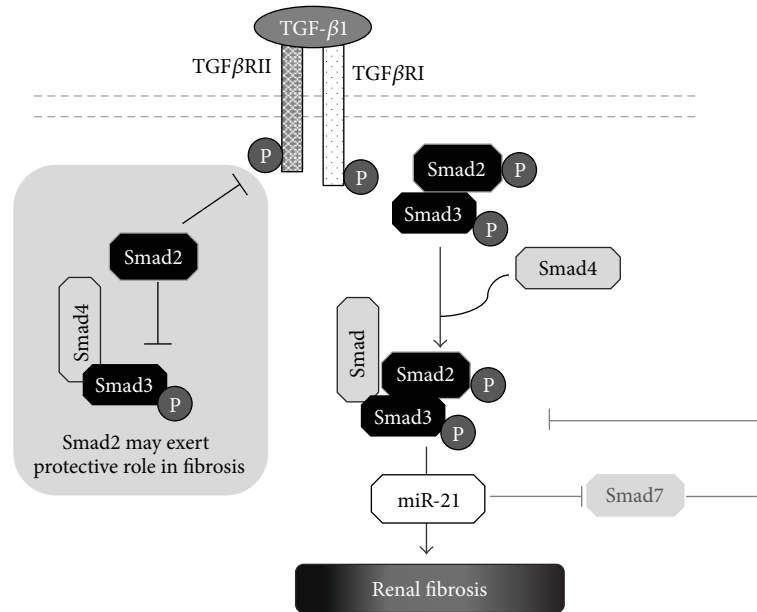 TGF-β1
TGFβRII
TGFβRI
P
P
Smad2
P
Smad3
P
Smad2
Smad4
Smad4
Smad3
P
Smad2 may exert
protective role in fibrosis
Smad
Smad2
P
Smad3
P
miR-21
Smad7
Renal fibrosis